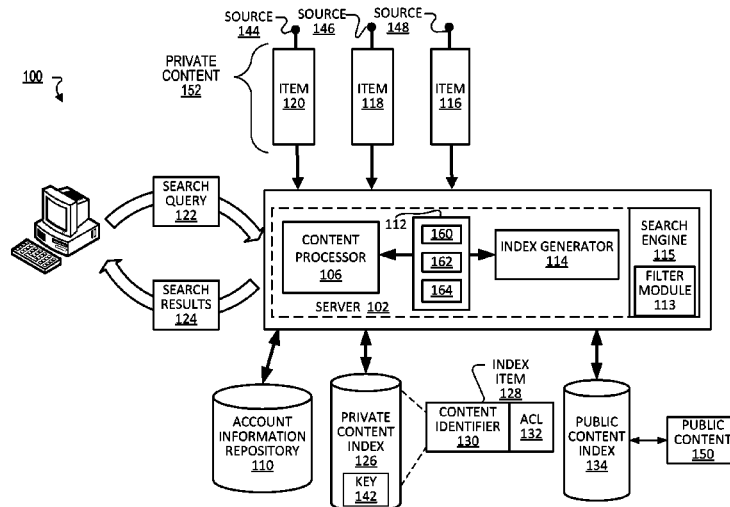 SOURCE
144
SOURCE
146
SOURCE
148
PRIVATE
CONTENT
152
100
ITEM
120
ITEM
118
ITEM
116
SEARCH
QUERY
122
SEARCH
RESULTS
124
112
CONTENT
PROCESSOR
106
160
162
164
INDEX GENERATOR
114
SEARCH
ENGINE
115
FILTER
MODULE
113
SERVER 102
ACCOUNT
INFORMATION
REPOSITORY
110
PRIVATE
CONTENT
INDEX
126
KEY
142
INDEX
ITEM
128
CONTENT
IDENTIFIER
130
ACL
132
PUBLIC
CONTENT
INDEX
134
PUBLIC
CONTENT
150